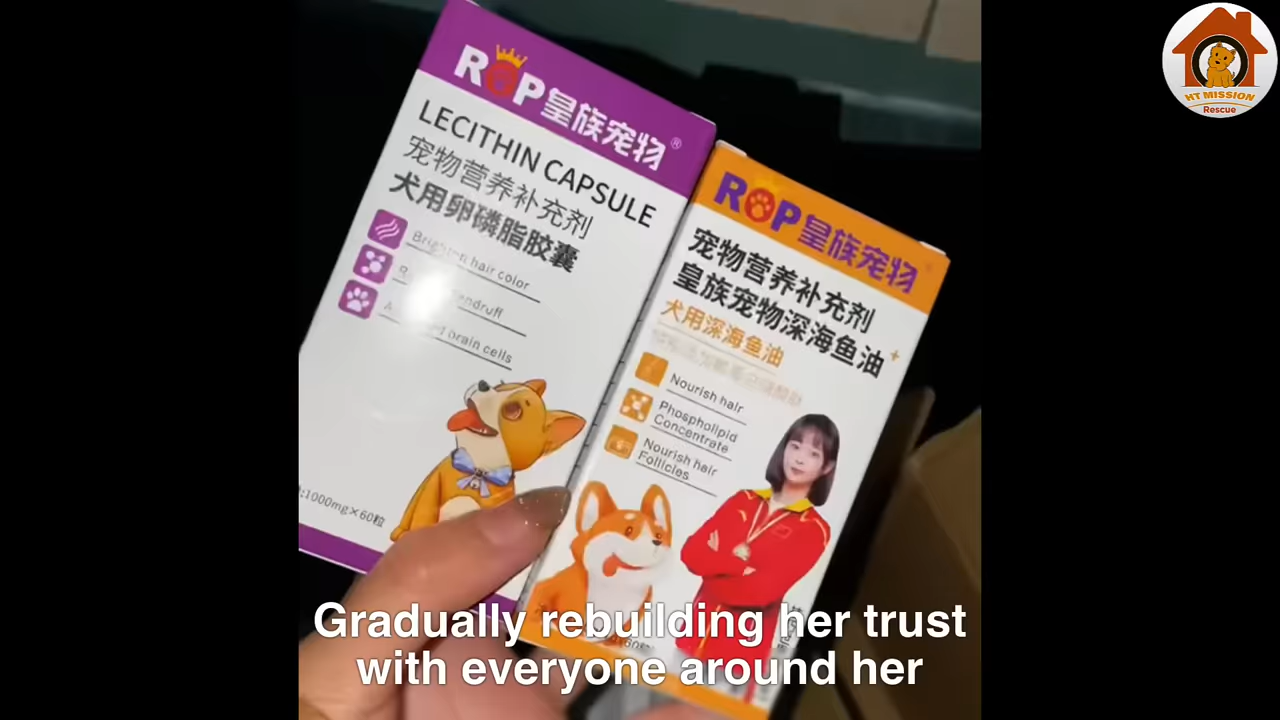 HT MISSION
Rescue
ROP皇族宠物®
LECITHIN CAPSULE
宠物营养补充剂
犬用卵磷脂胶囊
Brighten hair color
dandruff
brain cells
1000mg×60粒
ROP皇族宠物
宠物营养补充剂
皇族宠物深海鱼油
犬用深海鱼油
Nourish hair
Phospholipid
Concentrate
Nourish hair
Follicles
Gradually rebuilding her trust
with everyone around her